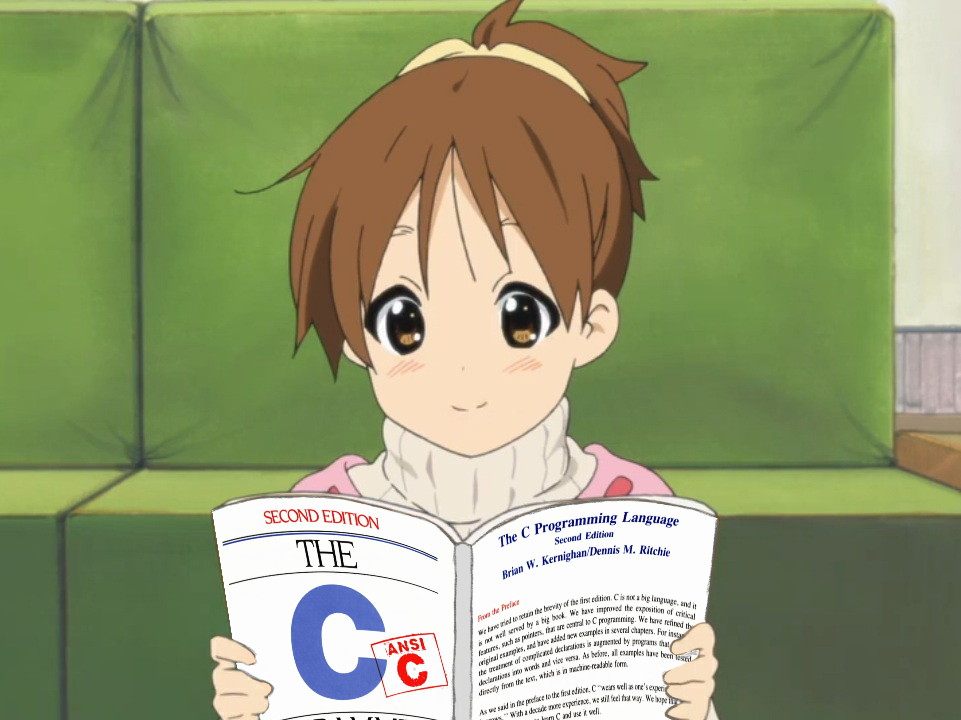 SECOND EDITION
THE
C
ANSI
C
The C Programming Language
Second Edition
Brian W. Kernighan/Dennis M. Ritchie
From the Preface
We have tried to retain the brevity of the first edition. C is not a big language, and it
is not well served by a big book. We have improved the exposition of critical
features, such as pointers, that are central to C programming. We have refined the
original examples, and have added new examples in several chapters. For
the treatment of complicated declarations is augmented by programs that
declarations into words and vice versa. As before, all examples have been tested
directly from the text, which is in machine-readable form.
As we said in the preface to the first edition, C "wears well as one's
With a decade more experience, we still feel that way. We hope
learn C and use it well.